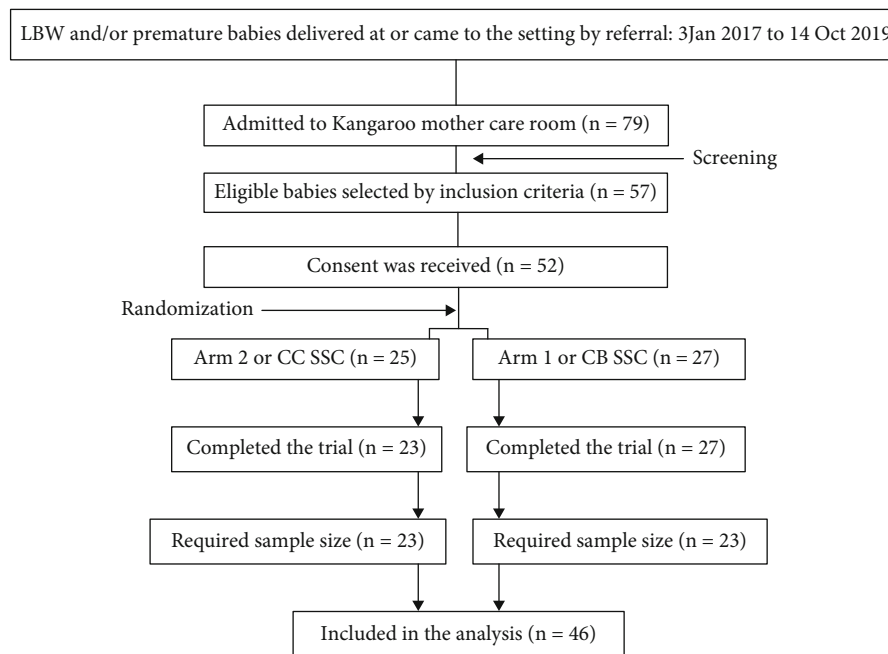 LBW and/or premature babies delivered at or came to the setting by referral: 3Jan 2017 to 14 Oct 2019
Admitted to Kangaroo mother care room (n = 79)
Screening
Eligible babies selected by inclusion criteria (n = 57)
Consent was received (n = 52)
Randomization
Arm 2 or CC SSC (n = 25)
Arm 1 or CB SSC (n = 27)
Completed the trial (n = 23)
Completed the trial (n = 27)
Required sample size (n = 23)
Required sample size (n = 23)
Included in the analysis (n = 46)